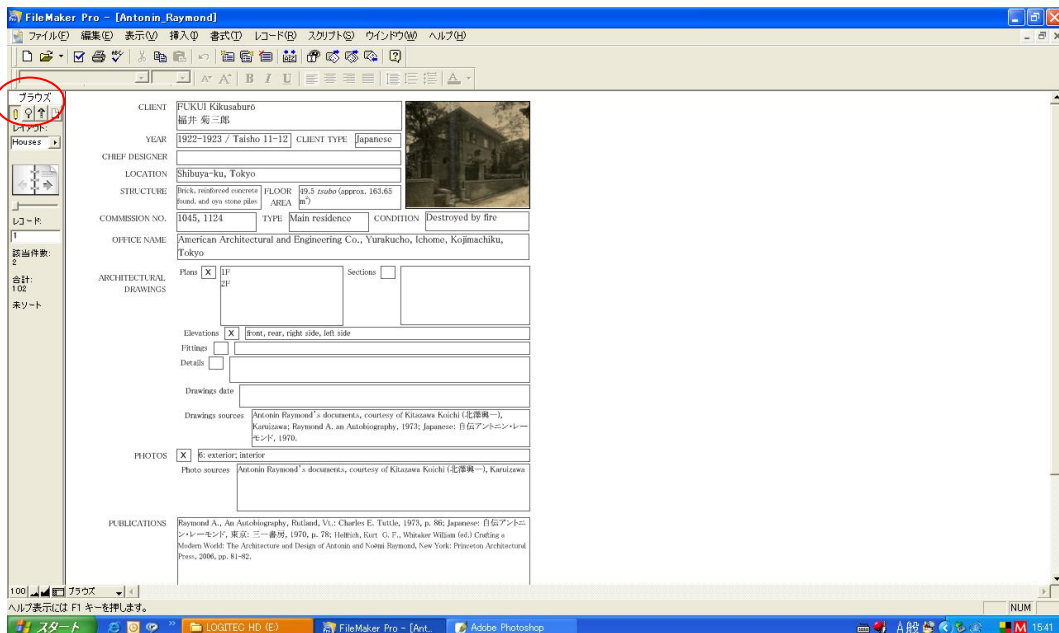 FileMaker Pro - [Antonin_Raymond]
ファイル(F) 編集(E) 表示(V) 挿入(I) 書式(T) レコード(R) スクリプト(S) ウインドウ(W) ヘルプ(H)
ブラウズ
レイアウト:
Houses
レコード:
1
該当件数:
2
合計:
102
未ソート
CLIENT FUKUI Kikusaburō
福井 菊三郎
YEAR 1922-1923 / Taisho 11-12 CLIENT TYPE Japanese
CHIEF DESIGNER
LOCATION Shibuya-ku, Tokyo
STRUCTURE Brick, reinforced concrete found. and oya stone piles FLOOR AREA 49.5 tsubo (approx. 163.65 m²)
COMMISSION NO. 1045, 1124 TYPE Main residence CONDITION Destroyed by fire
OFFICE NAME American Architectural and Engineering Co., Yurakucho, Ichome, Kojimachiku,
Tokyo
ARCHITECTURAL DRAWINGS
Plans X 1F
2F
Sections
Elevations X front, rear, right side, left side
Fittings
Details
Drawings date
Drawings sources Antonin Raymond's documents, courtesy of Kitazawa Koichi (北澤興一),
Karuizawa; Raymond A. an Autobiography, 1973; Japanese: 自伝アントニン・レー
モンド, 1970.
PHOTOS X 6: exterior; interior
Photo sources Antonin Raymond's documents, courtesy of Kitazawa Koichi (北澤興一), Karuizawa
PUBLICATIONS Raymond A., An Autobiography, Rutland, Vt.: Charles E. Tuttle, 1973, p. 86; Japanese: 自伝アントニ
ン・レーモンド, 東京: 三一書房, 1970, p. 78; Helfrich, Kurt G. F., Whitaker William (ed.) Crafting a
Modern World: The Architecture and Design of Antonin and Noémi Raymond, New York: Princeton Architectural
Press, 2006, pp. 81-82.
100 ブラウズ
ヘルプ表示には F1 キーを押します。 NUM
スタート LOGITEC HD (E:) FileMaker Pro - [Ant... Adobe Photoshop A 般 15:41